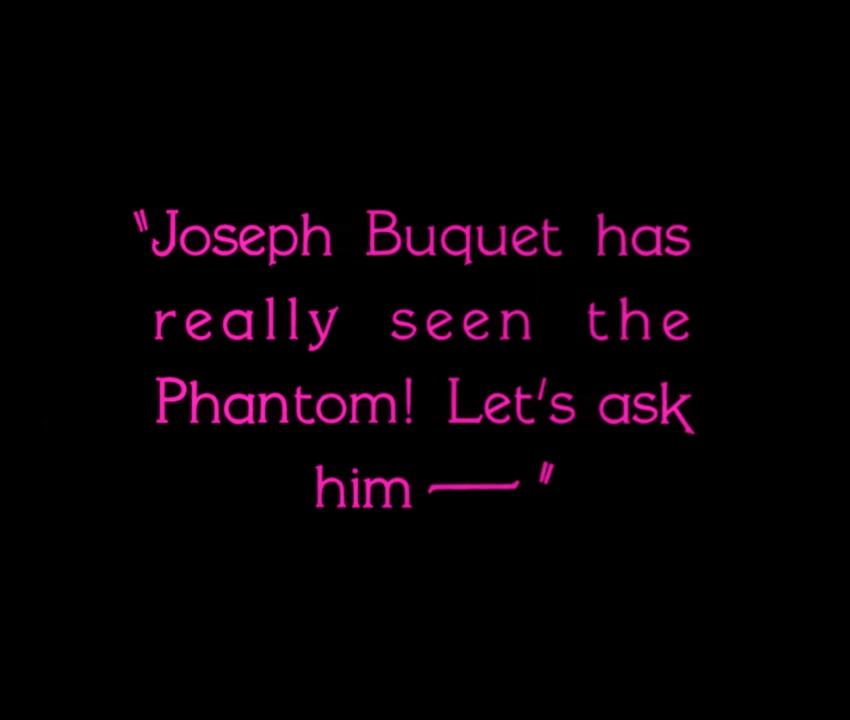 "Joseph Buquet has
really seen the
Phantom! Let's ask
him — "